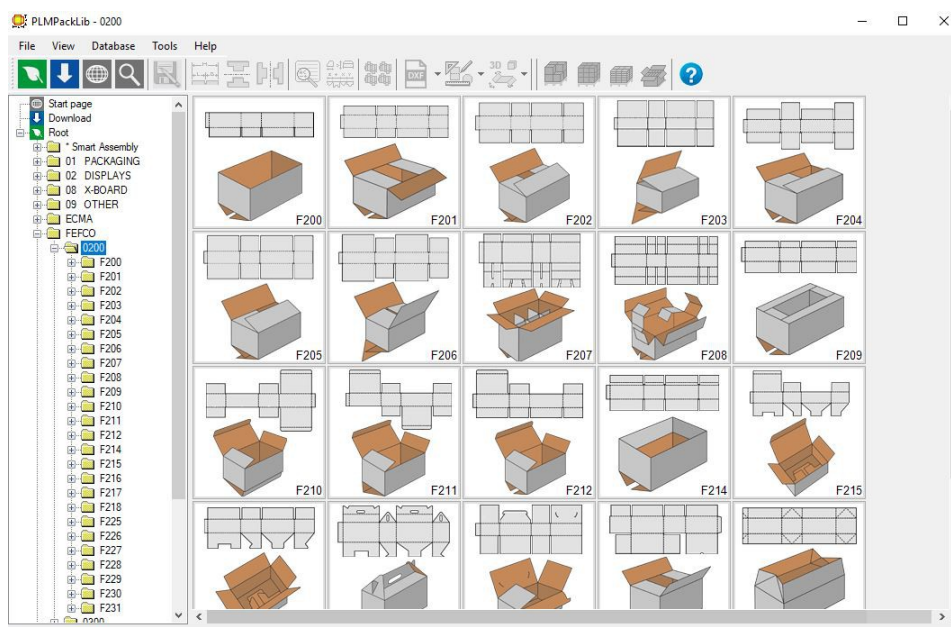 PLMPackLib - 0200
File View Database Tools Help
DXF 3D
Start page
Download
Root
* Smart Assembly
01 PACKAGING
02 DISPLAYS
08 X-BOARD
09 OTHER
ECMA
FEFCO
0200
F200
F201
F202
F203
F204
F205
F206
F207
F208
F209
F210
F211
F212
F214
F215
F216
F217
F218
F225
F226
F227
F228
F229
F230
F231
0300
F200 F201 F202 F203 F204
F205 F206 F207 F208 F209
F210 F211 F212 F214 F215